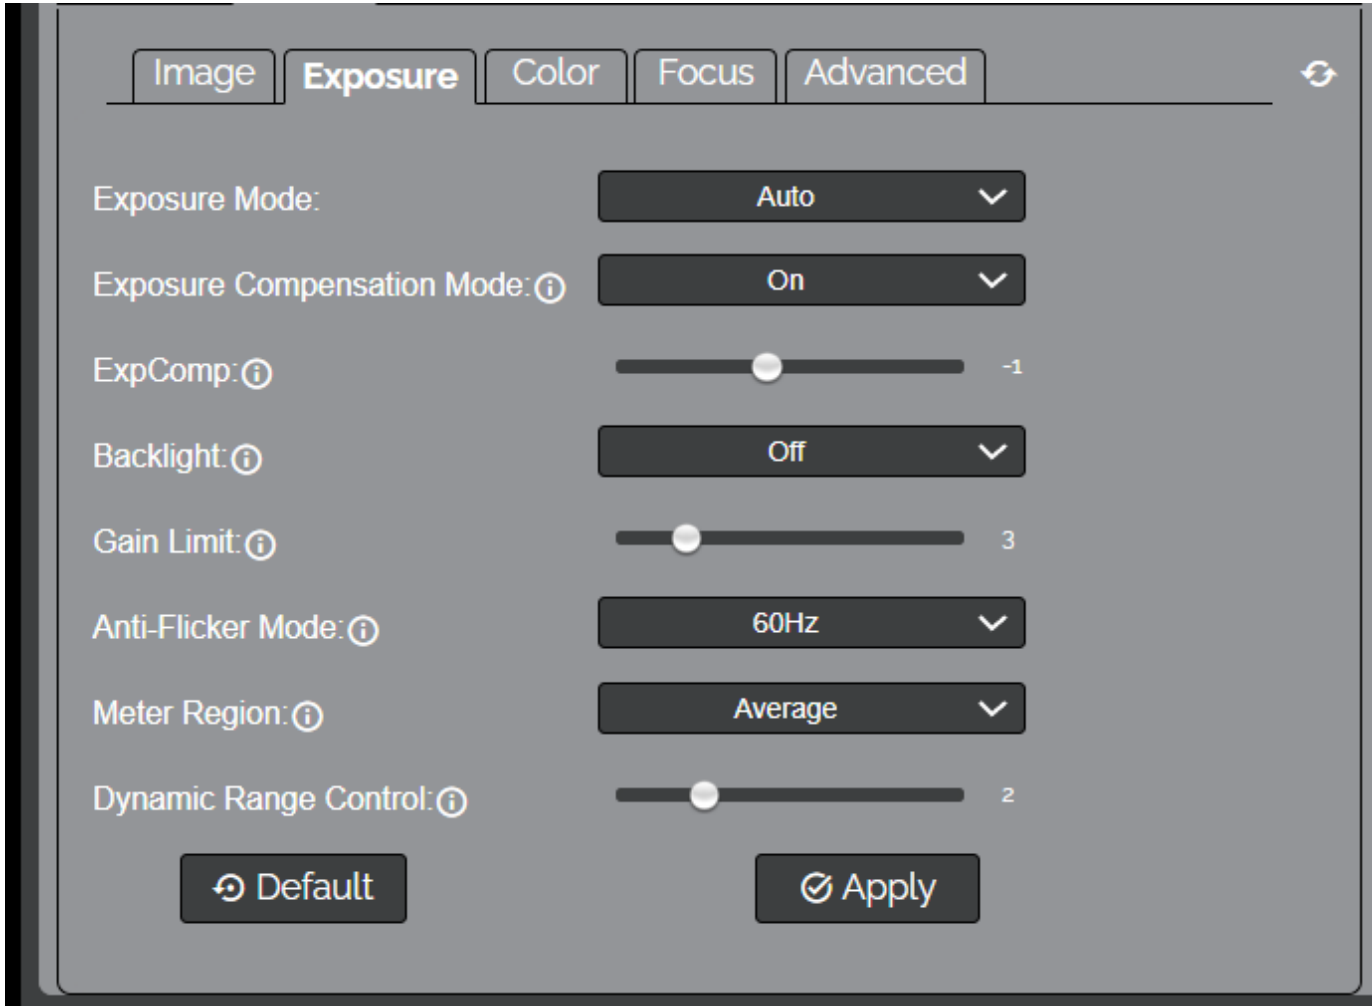 Image Exposure Color Focus Advanced
Exposure Mode: Auto
Exposure Compensation Mode: On
ExpComp: -1
Backlight: Off
Gain Limit: 3
Anti-Flicker Mode: 60Hz
Meter Region: Average
Dynamic Range Control: 2
Default Apply